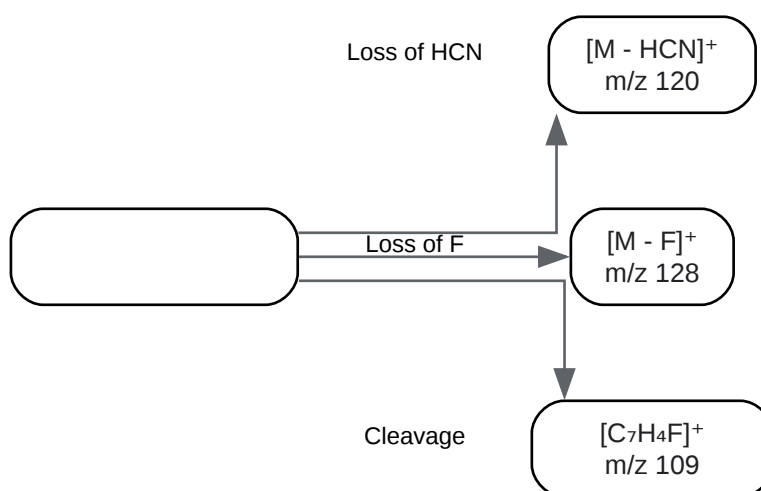 Loss of HCN
[M - HCN]⁺
m/z 120
Loss of F
[M - F]⁺
m/z 128
Cleavage
[C₇H₄F]⁺
m/z 109